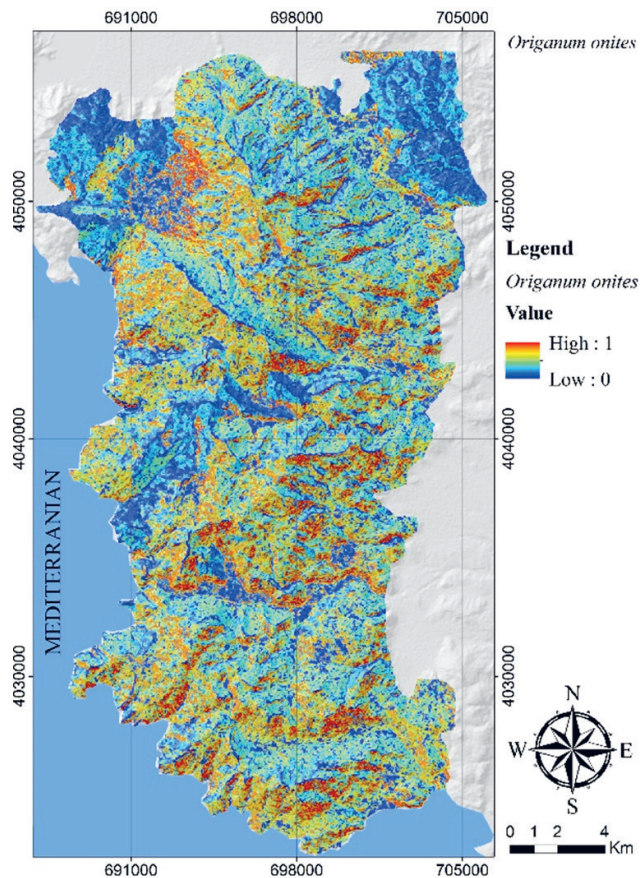 691000 698000 705000
Origanum onites
4050000 4050000
Legend
Origanum onites
Value
High : 1
Low : 0
4040000 4040000
MEDITERRANIAN
4030000 4030000
N
W E
S
0 1 2 4
Km
691000 698000 705000